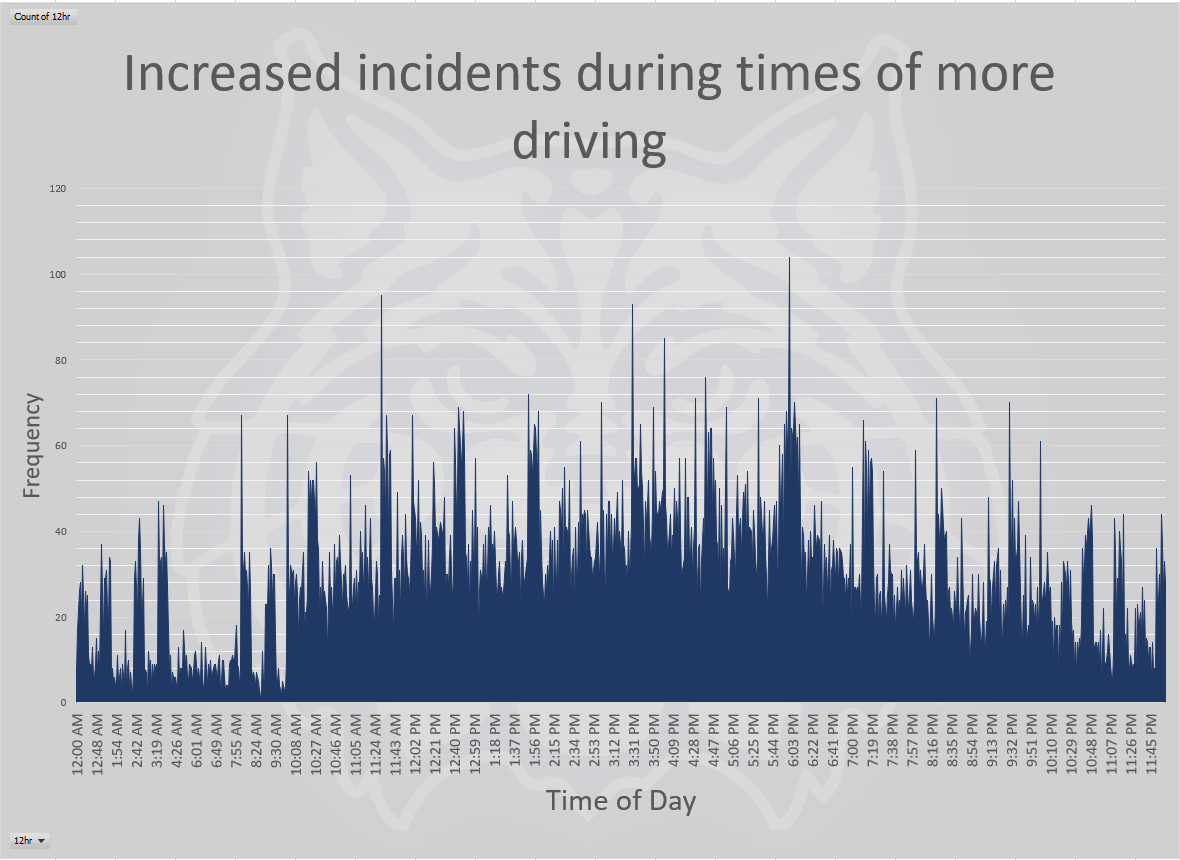 Count of 12hr
Increased incidents during times of more
driving
120
100
80
60
40
20
0
Frequency
12:00 AM
12:48 AM
1:54 AM
2:42 AM
3:19 AM
4:26 AM
6:01 AM
6:49 AM
7:55 AM
8:24 AM
9:30 AM
10:08 AM
10:27 AM
10:46 AM
11:05 AM
11:24 AM
11:43 AM
12:02 PM
12:21 PM
12:40 PM
12:59 PM
1:18 PM
1:37 PM
1:56 PM
2:15 PM
2:34 PM
2:53 PM
3:12 PM
3:31 PM
3:50 PM
4:09 PM
4:28 PM
4:47 PM
5:06 PM
5:25 PM
5:44 PM
6:03 PM
6:22 PM
6:41 PM
7:00 PM
7:19 PM
7:38 PM
7:57 PM
8:16 PM
8:35 PM
8:54 PM
9:13 PM
9:32 PM
9:51 PM
10:10 PM
10:29 PM
10:48 PM
11:07 PM
11:26 PM
11:45 PM
Time of Day
12hr